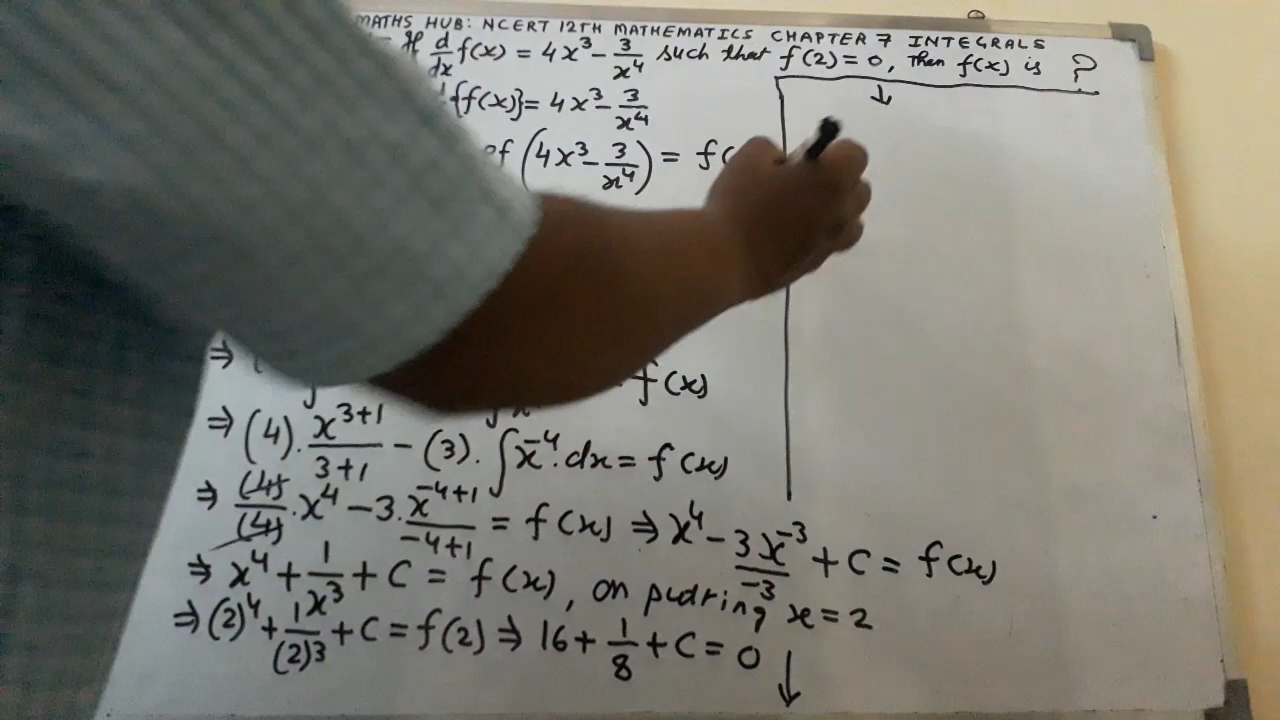 MATHS HUB: NCERT 12TH MATHEMATICS CHAPTER 7 INTEGRALS
If d/dx f(x) = 4x³ - 3/x⁴ such that f(2) = 0, then f(x) is ?
{f(x)} = 4x³ - 3/x⁴
of (4x³ - 3/x⁴) = f(
⇒ (
f(x)
⇒ (4). x³⁺¹/3+1 - (3). ∫x⁻⁴.dx = f(x)
⇒ (4)/(4) . x⁴ - 3. x⁻⁴⁺¹/-4+1 = f(x) ⇒ x⁴ - 3x⁻³/-3 + C = f(x)
⇒ x⁴ + 1/x³ + C = f(x), on putting x = 2
⇒ (2)⁴ + 1/(2)³ + C = f(2) ⇒ 16 + 1/8 + C = 0